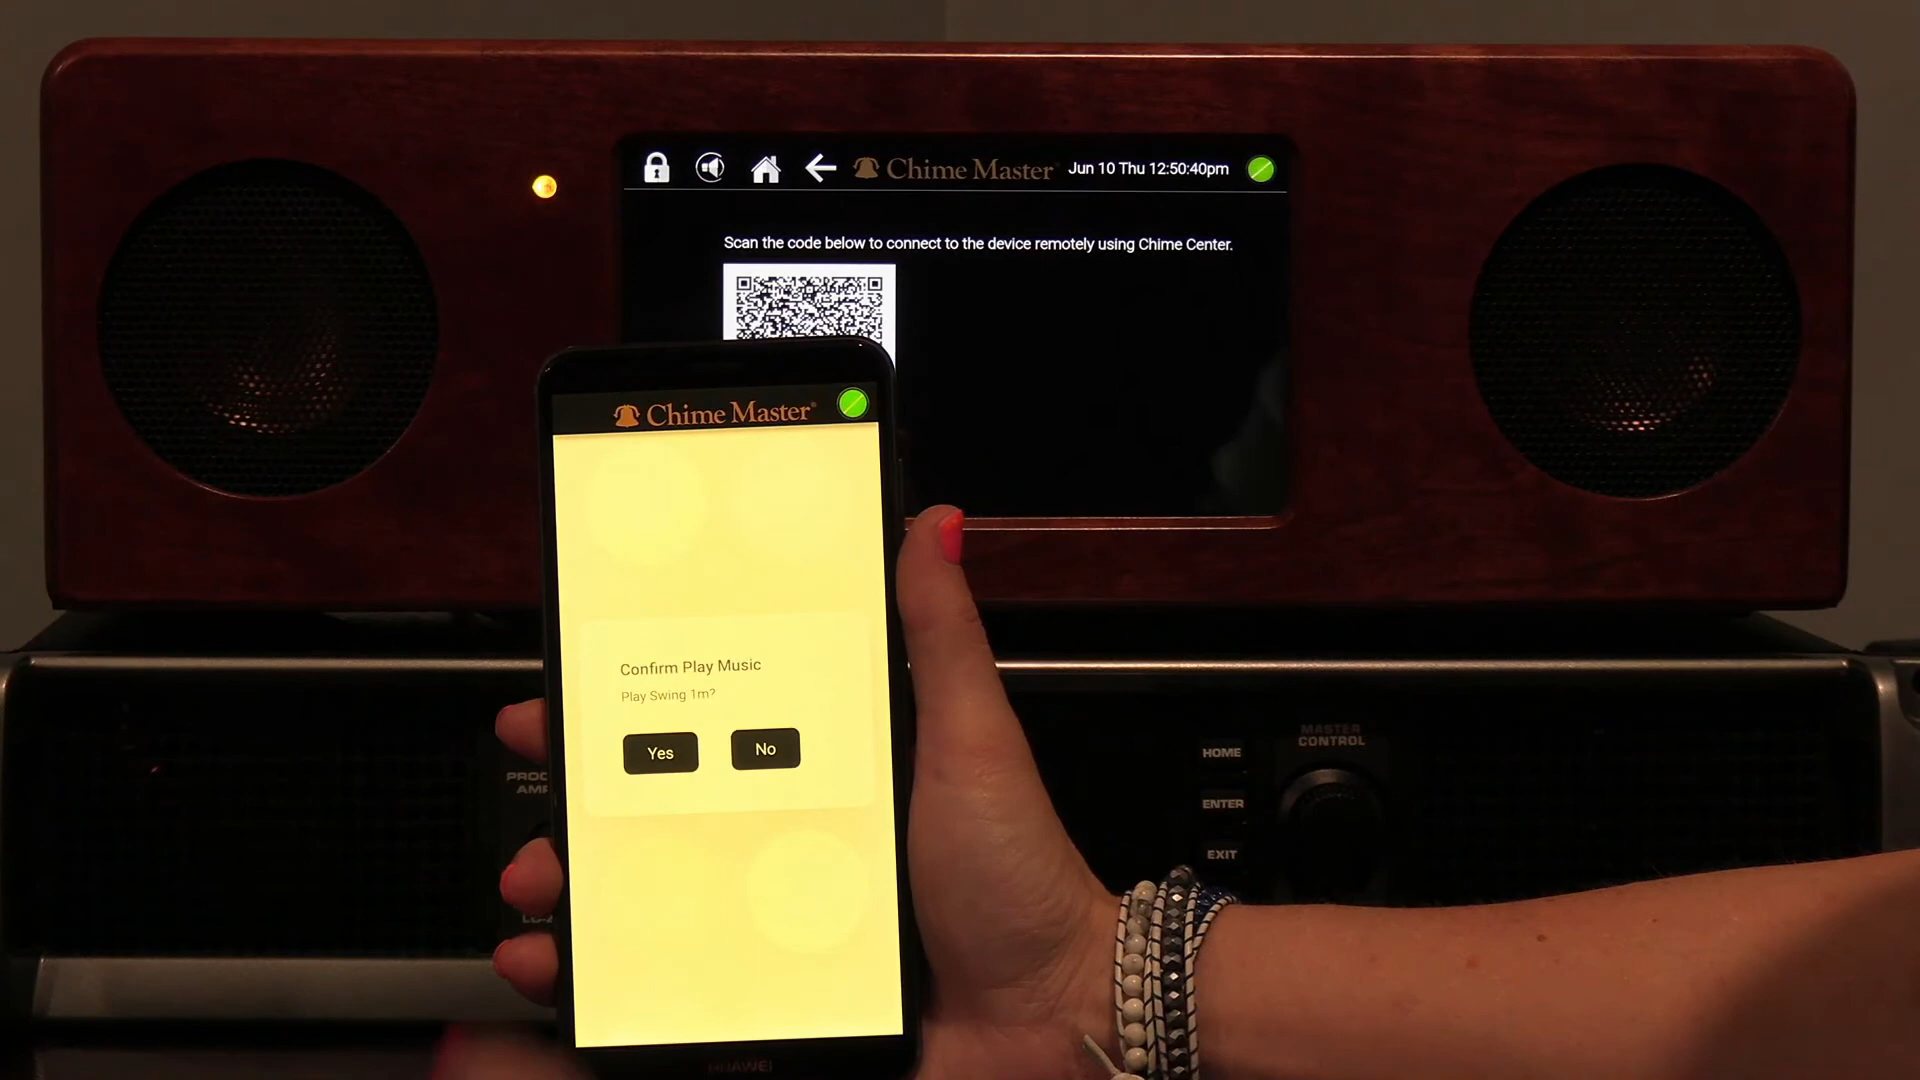 Chime Master® Jun 10 Thu 12:50:40pm
Scan the code below to connect to the device remotely using Chime Center.
Chime Master®
Confirm Play Music
Play Swing 1m?
Yes No
HUAWEI
MASTER
CONTROL
HOME
ENTER
EXIT